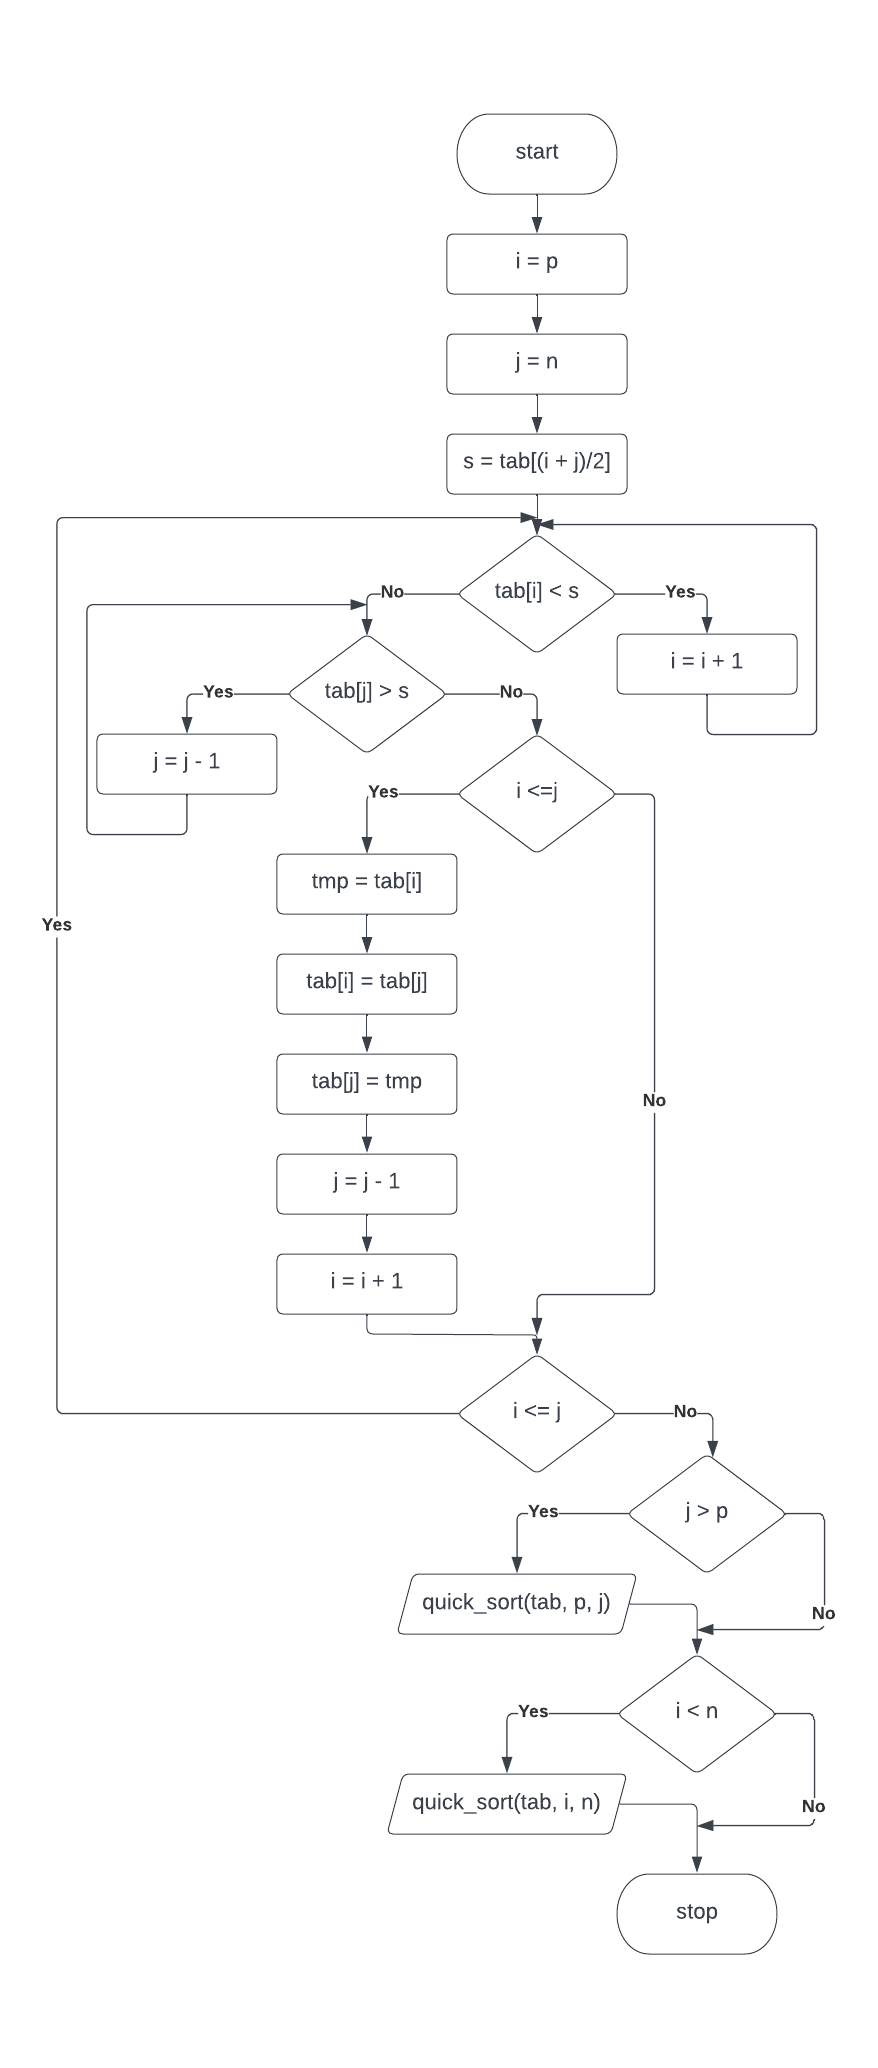 start
i = p
j = n
s = tab[(i + j)/2]
tab[i] < s
No
Yes
i = i + 1
tab[j] > s
Yes
No
j = j - 1
i <=j
Yes
tmp = tab[i]
Yes
tab[i] = tab[j]
tab[j] = tmp
No
j = j - 1
i = i + 1
i <= j
No
j > p
Yes
quick_sort(tab, p, j)
No
i < n
Yes
quick_sort(tab, i, n)
No
stop